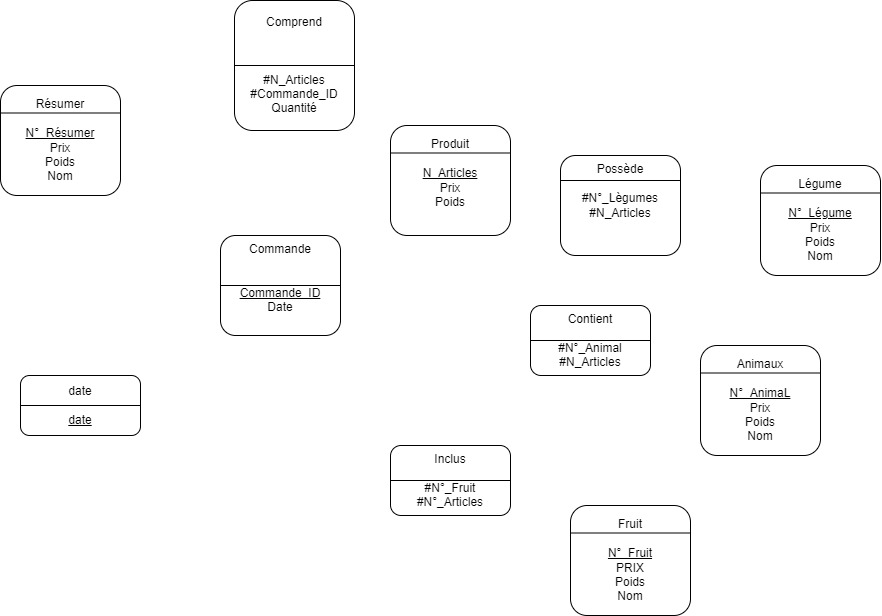 Comprend
#N_Articles
#Commande_ID
Quantité
Résumer
N°_Résumer
Prix
Poids
Nom
Produit
N_Articles
Prix
Poids
Possède
#N°_Lègumes
#N_Articles
Légume
N°_Légume
Prix
Poids
Nom
Commande
Commande_ID
Date
Contient
#N°_Animal
#N_Articles
Animaux
N°_AnimaL
Prix
Poids
Nom
date
date
Inclus
#N°_Fruit
#N°_Articles
Fruit
N°_Fruit
PRIX
Poids
Nom